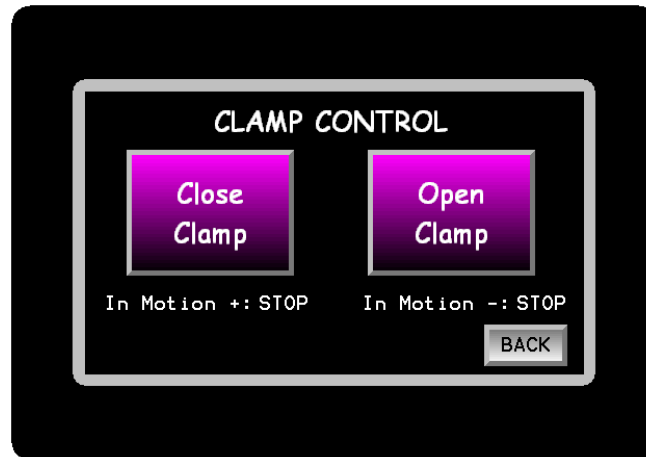 CLAMP CONTROL
Close
Clamp
Open
Clamp
In Motion +: STOP
In Motion -: STOP
BACK